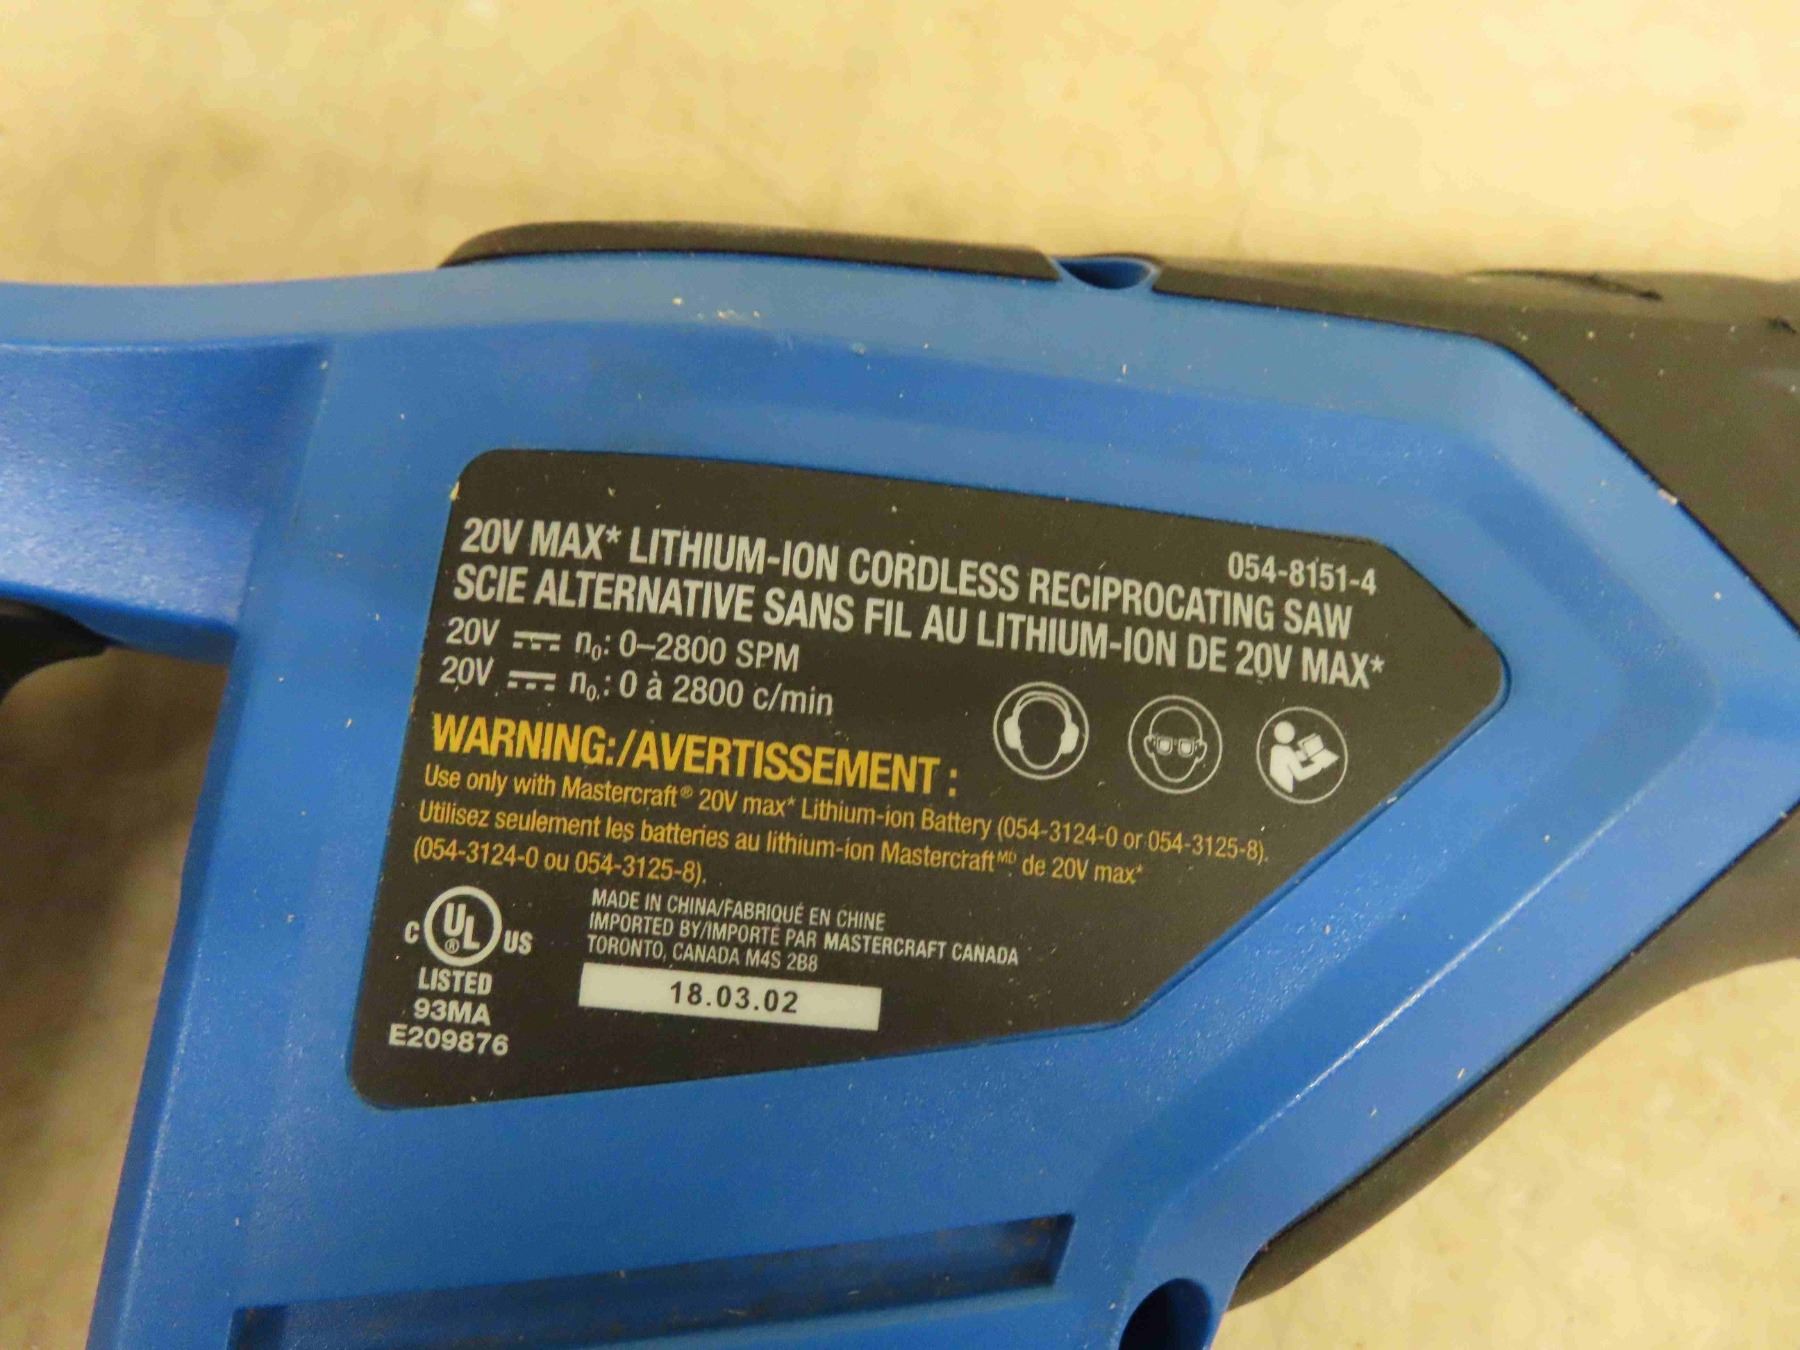 054-8151-4
20V MAX* LITHIUM-ION CORDLESS RECIPROCATING SAW
SCIE ALTERNATIVE SANS FIL AU LITHIUM-ION DE 20V MAX*
20V ⎓ n₀: 0–2800 SPM
20V ⎓ n₀.: 0 à 2800 c/min
WARNING:/AVERTISSEMENT :
Use only with Mastercraft® 20V max* Lithium-ion Battery (054-3124-0 or 054-3125-8).
Utilisez seulement les batteries au lithium-ion Mastercraft MD de 20V max*
(054-3124-0 ou 054-3125-8).
C UL ® US
LISTED
93MA
E209876
MADE IN CHINA/FABRIQUÉ EN CHINE
IMPORTED BY/IMPORTÉ PAR MASTERCRAFT CANADA
TORONTO, CANADA M4S 2B8
18.03.02